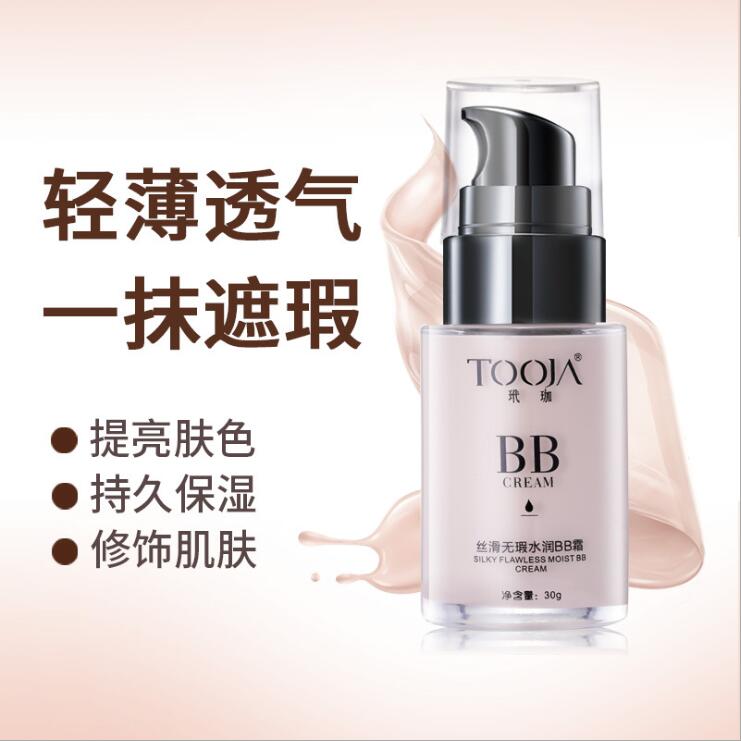 轻薄透气
一抹遮瑕
提亮肤色
持久保湿
修饰肌肤
TOOJA®
玳珈
BB
CREAM
丝滑无瑕水润BB霜
SILKY FLAWLESS MOIST BB
CREAM
净含量：30g